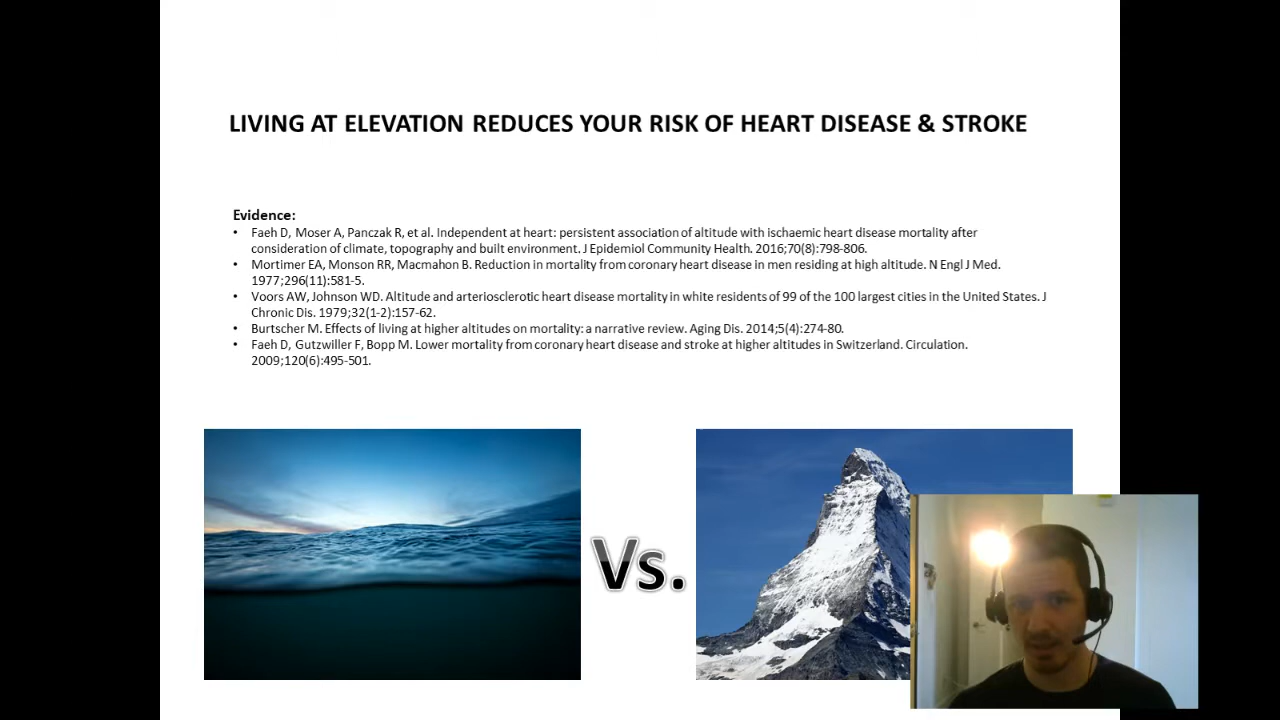 LIVING AT ELEVATION REDUCES YOUR RISK OF HEART DISEASE & STROKE
Evidence:
• Faeh D, Moser A, Panczak R, et al. Independent at heart: persistent association of altitude with ischaemic heart disease mortality after
consideration of climate, topography and built environment. J Epidemiol Community Health. 2016;70(8):798-806.
• Mortimer EA, Monson RR, Macmahon B. Reduction in mortality from coronary heart disease in men residing at high altitude. N Engl J Med.
1977;296(11):581-5.
• Voors AW, Johnson WD. Altitude and arteriosclerotic heart disease mortality in white residents of 99 of the 100 largest cities in the United States. J
Chronic Dis. 1979;32(1-2):157-62.
• Burtscher M. Effects of living at higher altitudes on mortality: a narrative review. Aging Dis. 2014;5(4):274-80.
• Faeh D, Gutzwiller F, Bopp M. Lower mortality from coronary heart disease and stroke at higher altitudes in Switzerland. Circulation.
2009;120(6):495-501.
Vs.